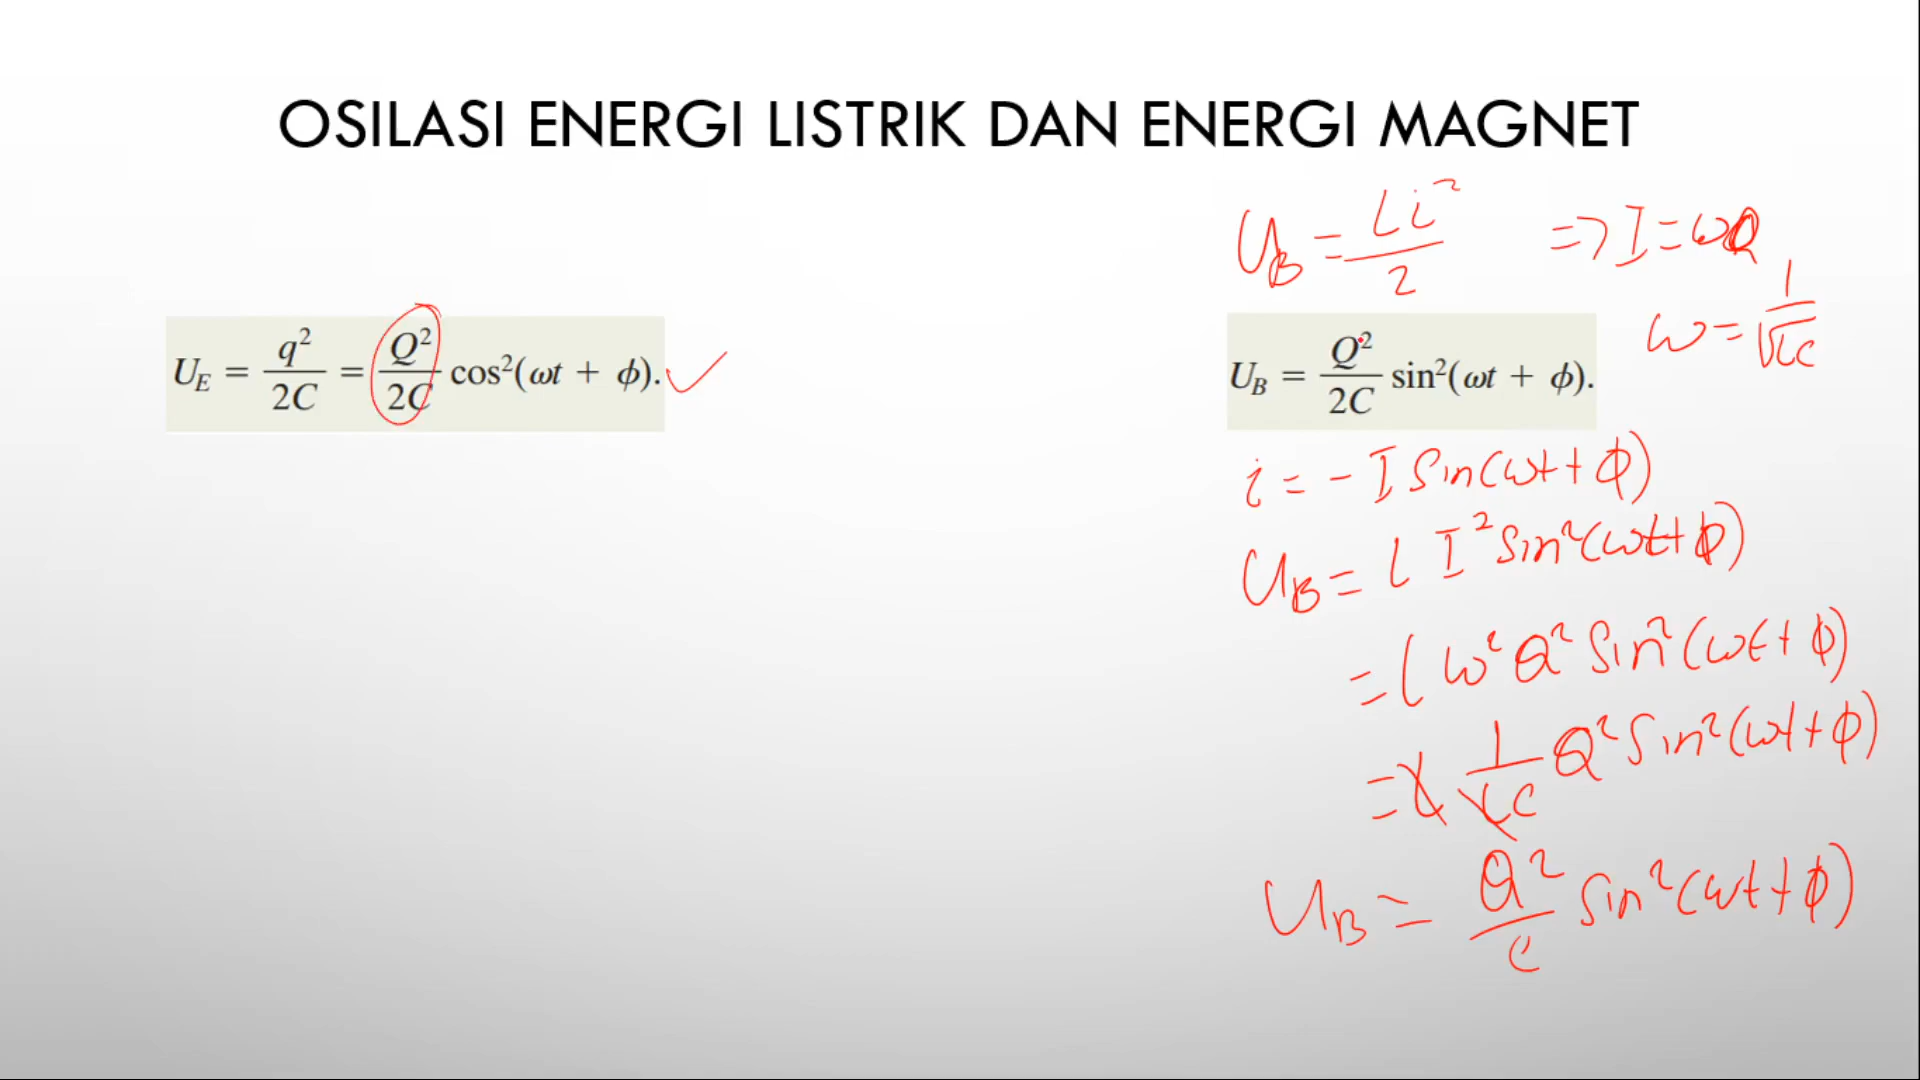 OSILASI ENERGI LISTRIK DAN ENERGI MAGNET
U_E = q²/2C = Q²/2C cos²(ωt + ϕ).
U_B = Li²/2 => I = ωQ
ω = 1/√LC
U_B = Q²/2C sin²(ωt + ϕ).
i = - I Sin(ωt + ϕ)
U_B = L I² Sin²(ωt + ϕ)
= L ω² Q² Sin²(ωt + ϕ)
= L 1/LC Q² Sin²(ωt + ϕ)
U_B = Q²/C Sin²(ωt + ϕ)